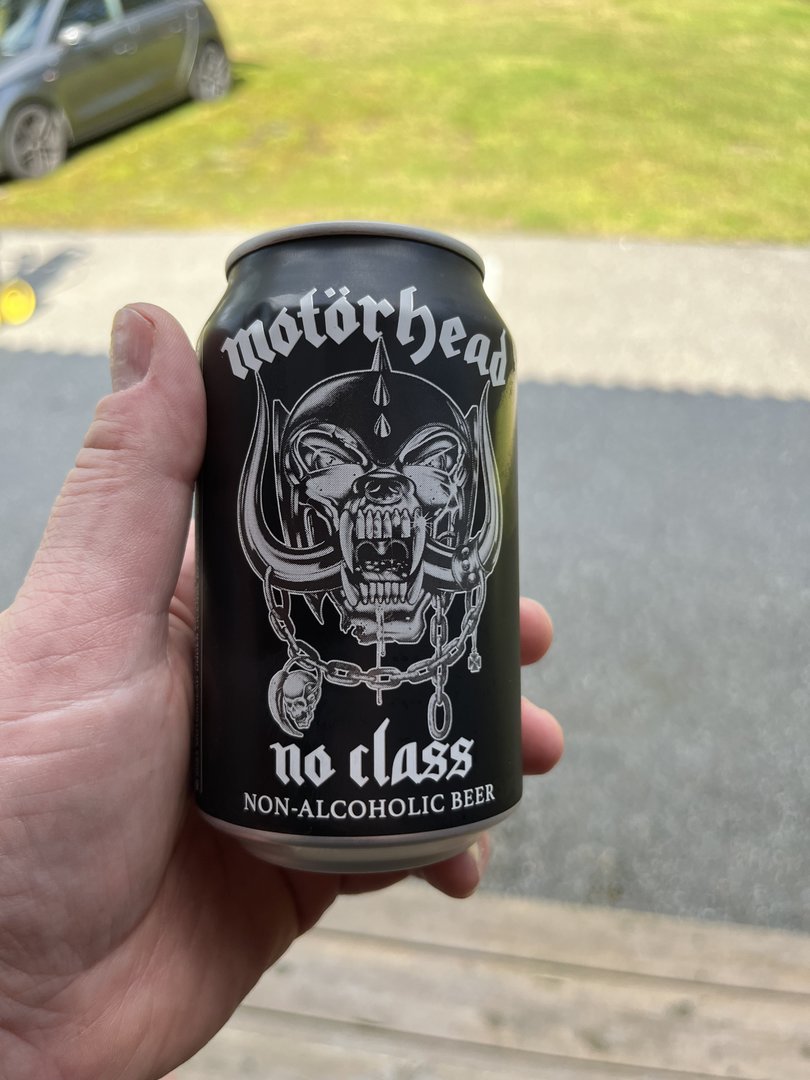 motörhead
no class
NON-ALCOHOLIC BEER